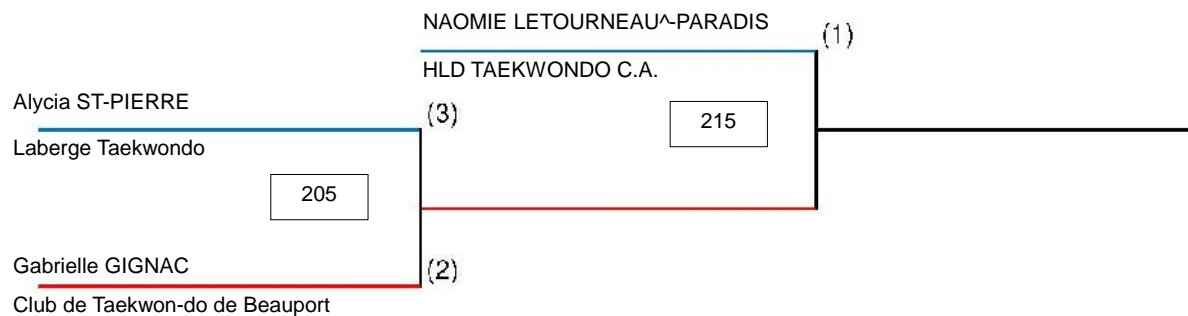 NAOMIE LETOURNEAU^-PARADIS
(1)
HLD TAEKWONDO C.A.
Alycia ST-PIERRE
(3)
215
Laberge Taekwondo
205
Gabrielle GIGNAC
(2)
Club de Taekwon-do de Beauport